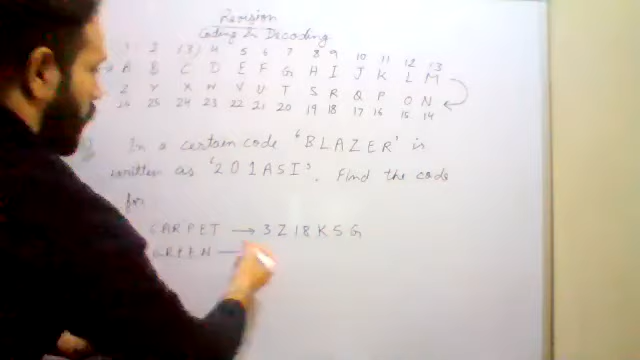 Revision
Coding & Decoding
1 2 (3) 4 5 6 7 8 9 10 11 12 13
A B C D E F G H I J K L M
Z Y X W V U T S R Q P O N
26 25 24 23 22 21 20 19 18 17 16 15 14
In a certain code 'BLAZER' is
written as '201ASI'. Find the code
for
CARPET → 3Z18KSG
GREEN